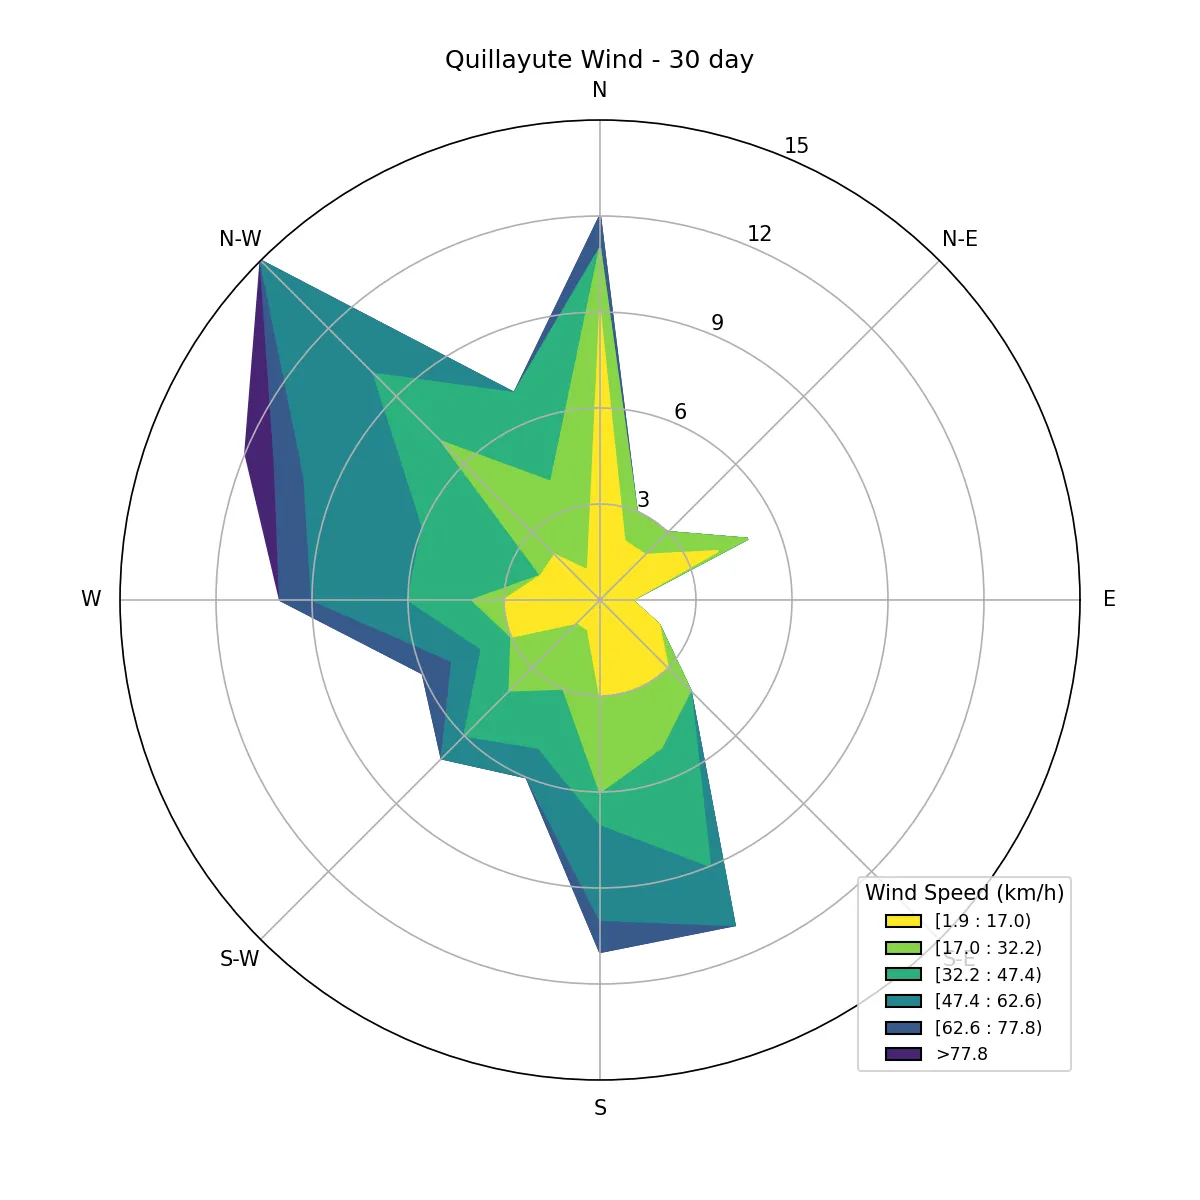 Quillayute Wind - 30 day
N
15
N-W
12
N-E
9
6
3
W
E
Wind Speed (km/h)
[1.9 : 17.0)
[17.0 : 32.2)
S-W
S-E
[32.2 : 47.4)
[47.4 : 62.6)
[62.6 : 77.8)
>77.8
S